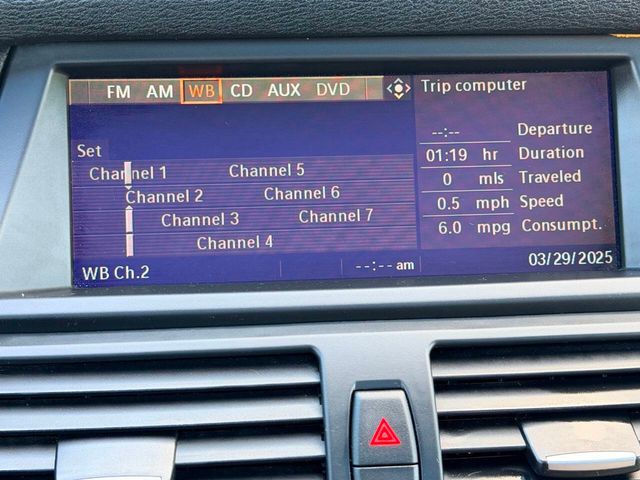 FM AM WB CD AUX DVD
Set
Channel 1 Channel 5
Channel 2 Channel 6
Channel 3 Channel 7
Channel 4
WB Ch.2 --:-- am
Trip computer
--:-- Departure
01:19 hr Duration
0 mls Traveled
0.5 mph Speed
6.0 mpg Consumpt.
03/29/2025